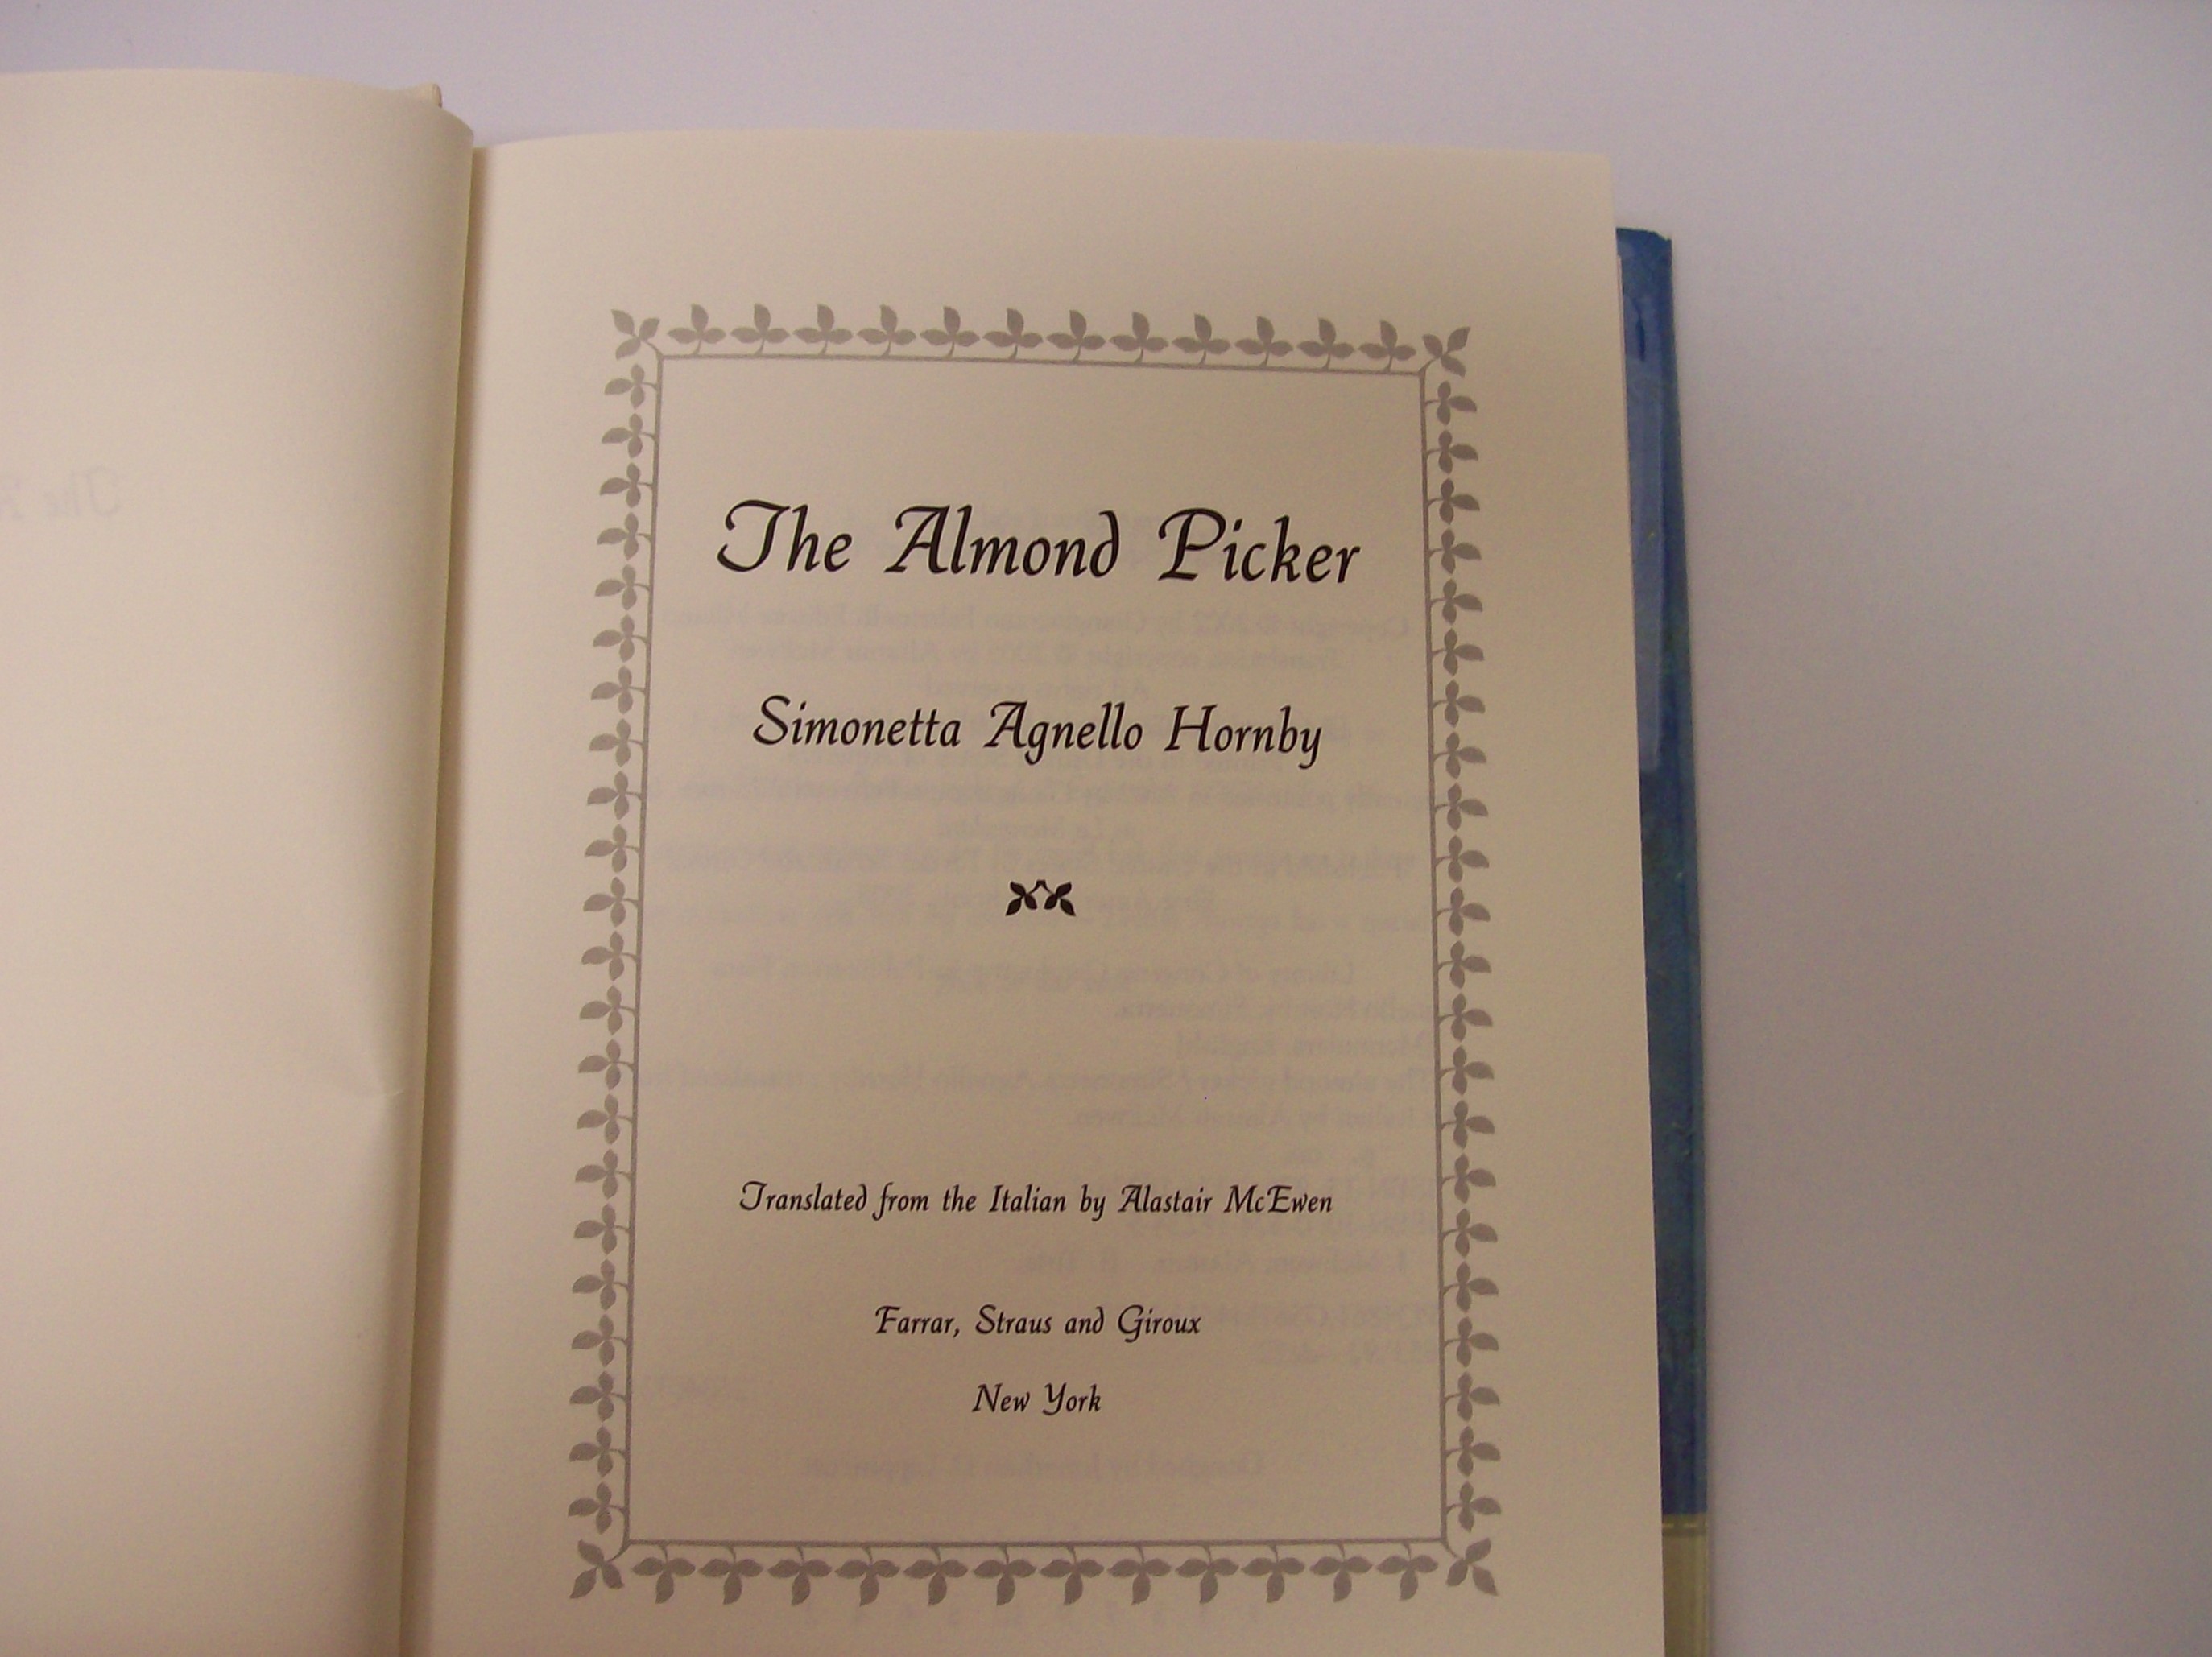 The Almond Picker
Simonetta Agnello Hornby
Translated from the Italian by Alastair McEwen
Farrar, Straus and Giroux
New York